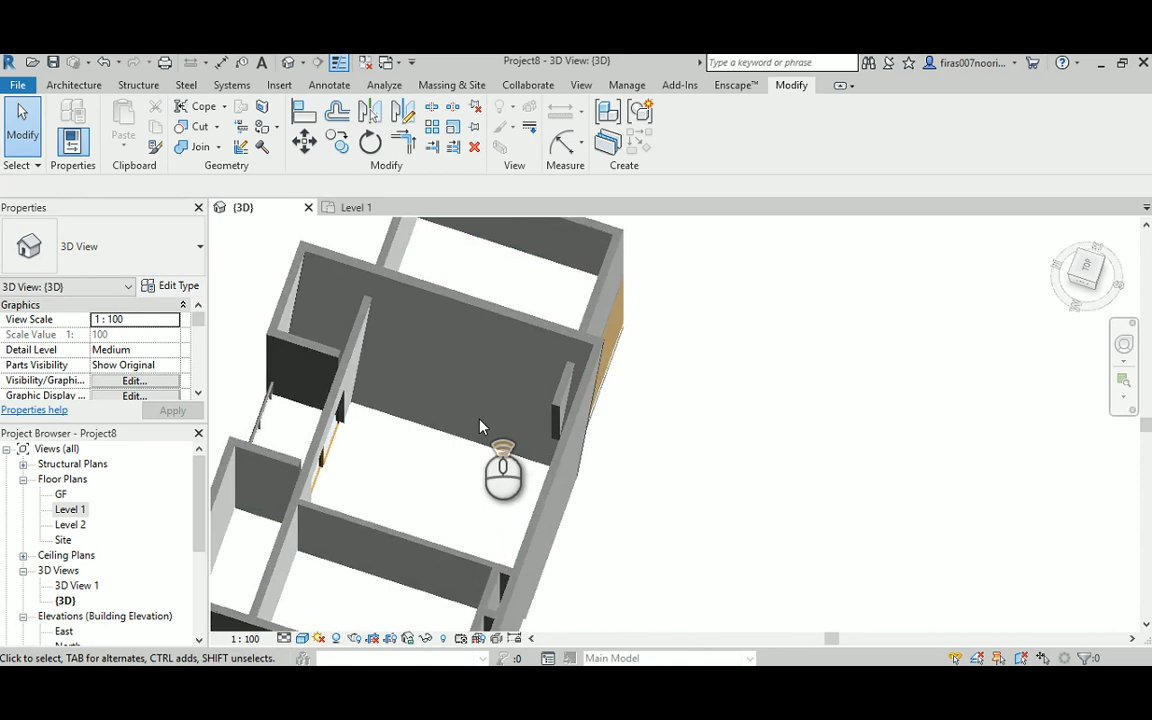 Project8 - 3D View: {3D}
Type a keyword or phrase
firas007noori...
File
Architecture
Structure
Steel
Systems
Insert
Annotate
Analyze
Massing & Site
Collaborate
View
Manage
Add-Ins
Enscape™
Modify
Modify
Paste
Cope
Cut
Join
Select
Properties
Clipboard
Geometry
Modify
View
Measure
Create
Properties
{3D}
Level 1
3D View
3D View: {3D}
Edit Type
Graphics
View Scale
1 : 100
Scale Value 1:
100
Detail Level
Medium
Parts Visibility
Show Original
Visibility/Graphi...
Edit...
Graphic Display ...
Edit...
Properties help
Apply
Project Browser - Project8
Views (all)
Structural Plans
Floor Plans
GF
Level 1
Level 2
Site
Ceiling Plans
3D Views
3D View 1
{3D}
Elevations (Building Elevation)
East
TOP
1 : 100
Click to select, TAB for alternates, CTRL adds, SHIFT unselects.
:0
Main Model
:0